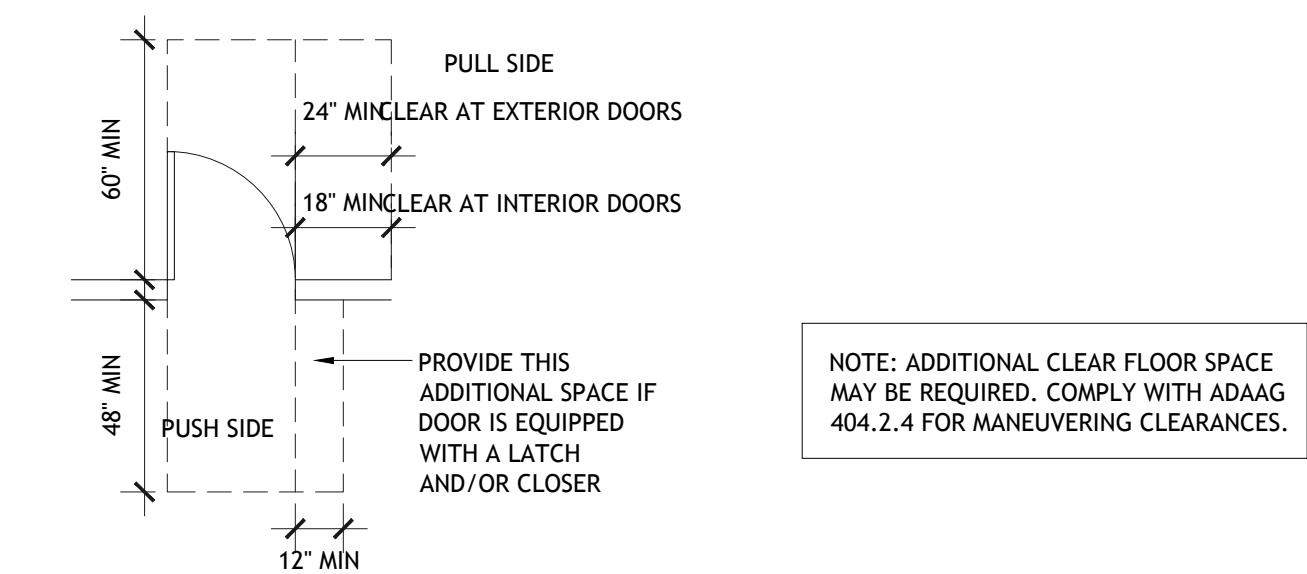 PULL SIDE
24" MIN CLEAR AT EXTERIOR DOORS
60" MIN
18" MIN CLEAR AT INTERIOR DOORS
48" MIN
PUSH SIDE
PROVIDE THIS
ADDITIONAL SPACE IF
DOOR IS EQUIPPED
WITH A LATCH
AND/OR CLOSER
12" MIN
NOTE: ADDITIONAL CLEAR FLOOR SPACE
MAY BE REQUIRED. COMPLY WITH ADAAG
404.2.4 FOR MANEUVERING CLEARANCES.